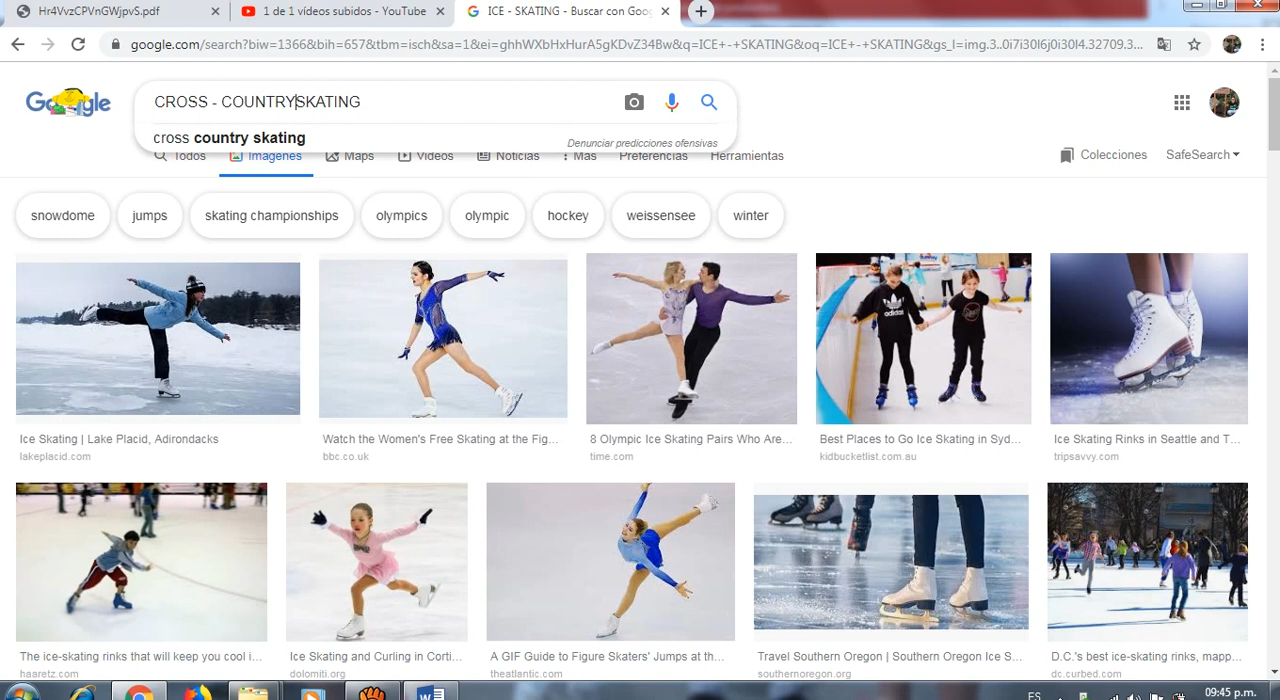 Hr4VvzCPVnGWjpvS.pdf
1 de 1 vídeos subidos - YouTube
ICE - SKATING - Buscar con Goog
google.com/search?biw=1366&bih=657&tbm=isch&sa=1&ei=ghhWXbHxHurA5gKDvZ34Bw&q=ICE+-+SKATING&oq=ICE+-+SKATING&gs_l=img.3..0i7i30l6j0i30l4.32709.3...
Google
CROSS - COUNTRYSKATING
cross country skating
Denunciar predicciones ofensivas
Todos Imágenes Maps Vídeos Noticias Más Preferencias Herramientas Colecciones SafeSearch
snowdome jumps skating championships olympics olympic hockey weissensee winter
Ice Skating | Lake Placid, Adirondacks
lakeplacid.com
Watch the Women's Free Skating at the Fig...
bbc.co.uk
8 Olympic Ice Skating Pairs Who Are...
time.com
Best Places to Go Ice Skating in Syd...
kidbucketlist.com.au
Ice Skating Rinks in Seattle and T...
tripsavvy.com
adidas
The ice-skating rinks that will keep you cool i...
haaretz.com
Ice Skating and Curling in Corti...
dolomiti.org
A GIF Guide to Figure Skaters' Jumps at th...
theatlantic.com
Travel Southern Oregon | Southern Oregon Ice S...
southernoregon.org
D.C.'s best ice-skating rinks, mapp...
dc.curbed.com
ES
09:45 p.m.